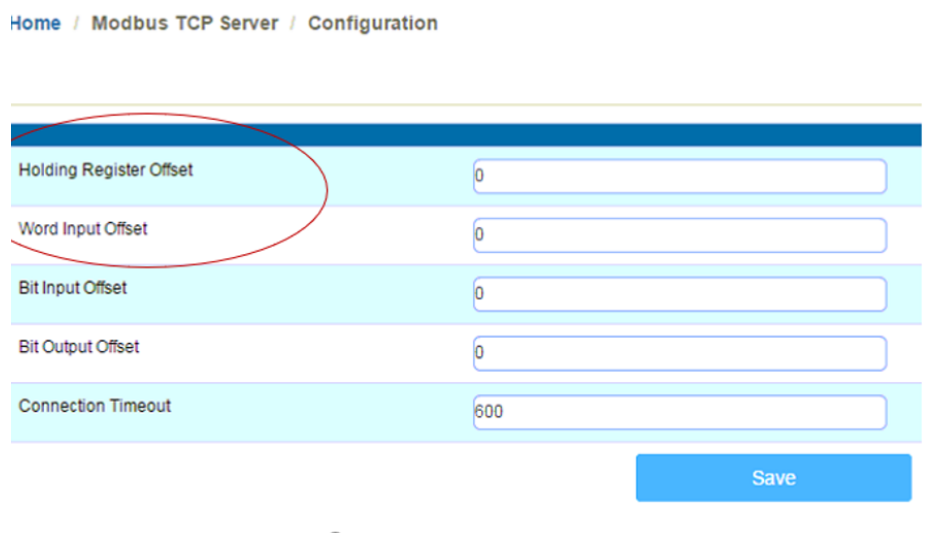 Home / Modbus TCP Server / Configuration
Holding Register Offset 0
Word Input Offset 0
Bit Input Offset 0
Bit Output Offset 0
Connection Timeout 600
Save